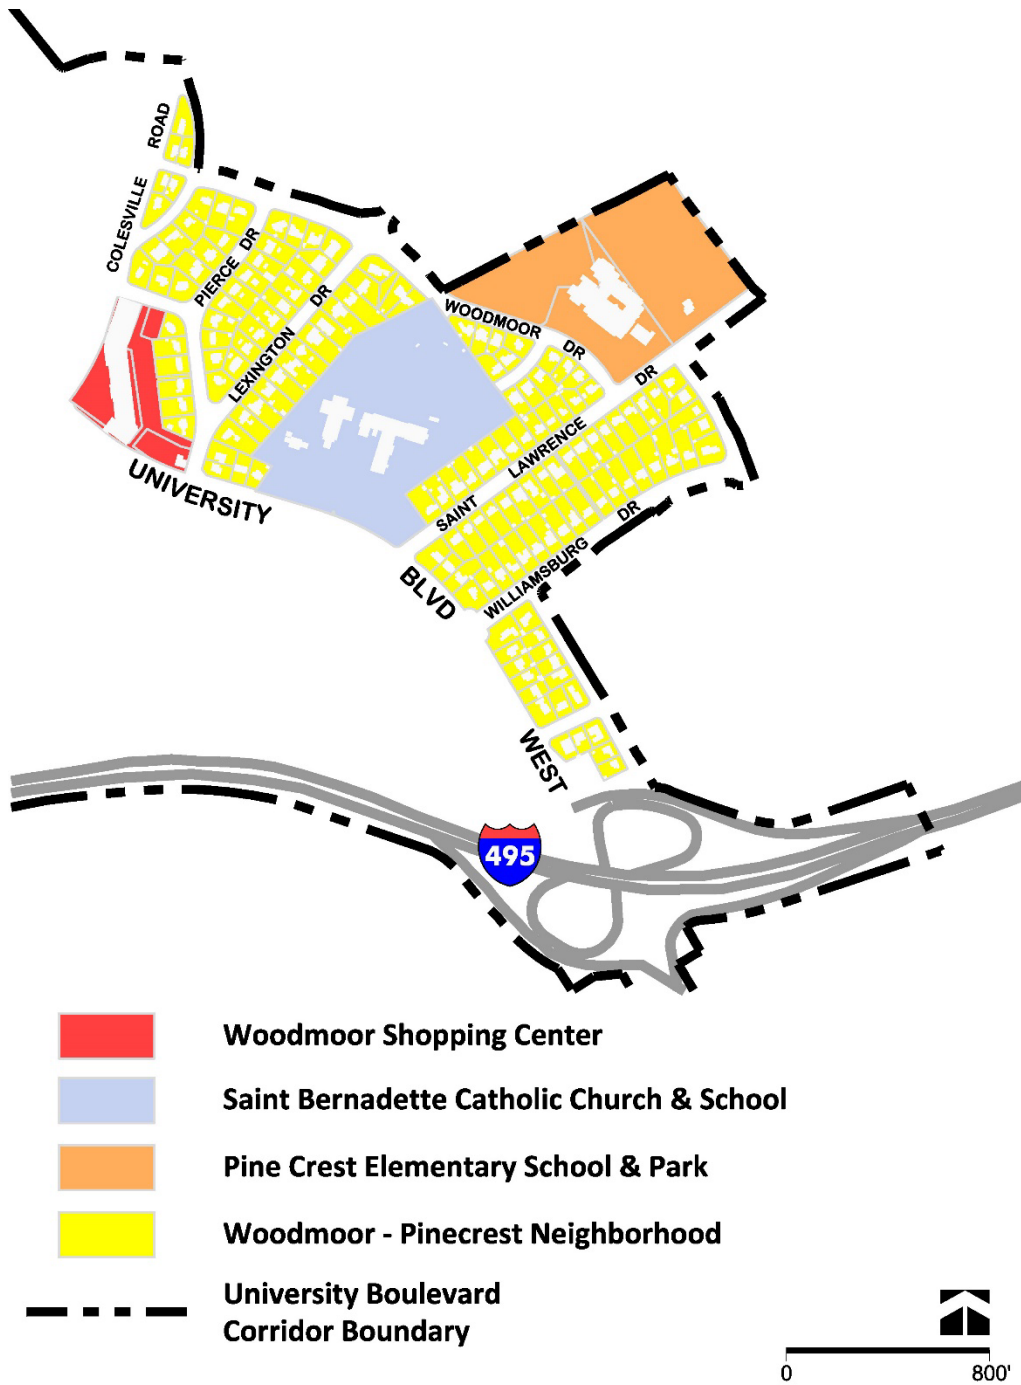 ROAD
COLESVILLE
PIERCE DR
LEXINGTON DR
WOODMOOR DR
SAINT LAWRENCE DR
WILLIAMSBURG DR
UNIVERSITY BLVD WEST
495
Woodmoor Shopping Center
Saint Bernadette Catholic Church & School
Pine Crest Elementary School & Park
Woodmoor - Pinecrest Neighborhood
University Boulevard
Corridor Boundary
0 800'